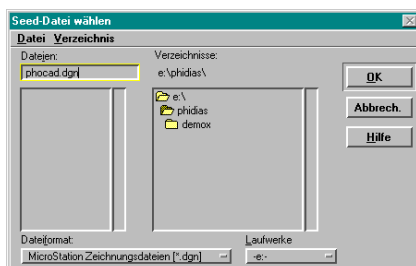 Seed-Datei wählen
Datei Verzeichnis
Dateien:
phocad.dgn
Verzeichnisse:
e:\phidias\
e:\
phidias
demox
OK
Abbrech.
Hilfe
Dateiformat:
MicroStation Zeichnungsdateien [*.dgn]
Laufwerke
-e:-